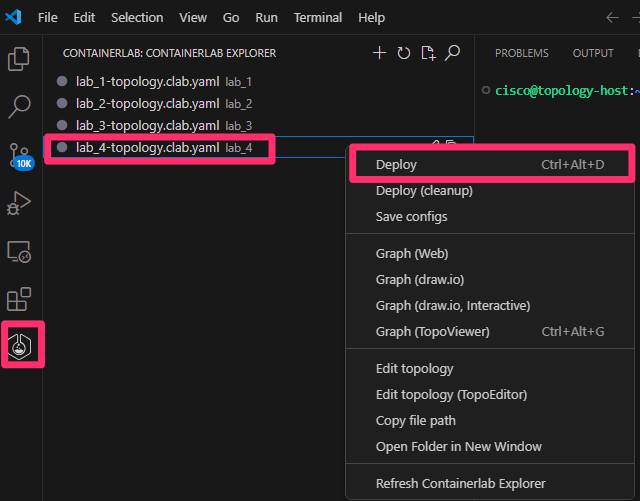 File Edit Selection View Go Run Terminal Help
CONTAINERLAB: CONTAINERLAB EXPLORER
PROBLEMS OUTPUT
lab_1-topology.clab.yaml lab_1
cisco@topology-host:~
lab_2-topology.clab.yaml lab_2
lab_3-topology.clab.yaml lab_3
lab_4-topology.clab.yaml lab_4
10K
Deploy Ctrl+Alt+D
Deploy (cleanup)
Save configs
Graph (Web)
Graph (draw.io)
Graph (draw.io, Interactive)
Graph (TopoViewer) Ctrl+Alt+G
Edit topology
Edit topology (TopoEditor)
Copy file path
Open Folder in New Window
Refresh Containerlab Explorer